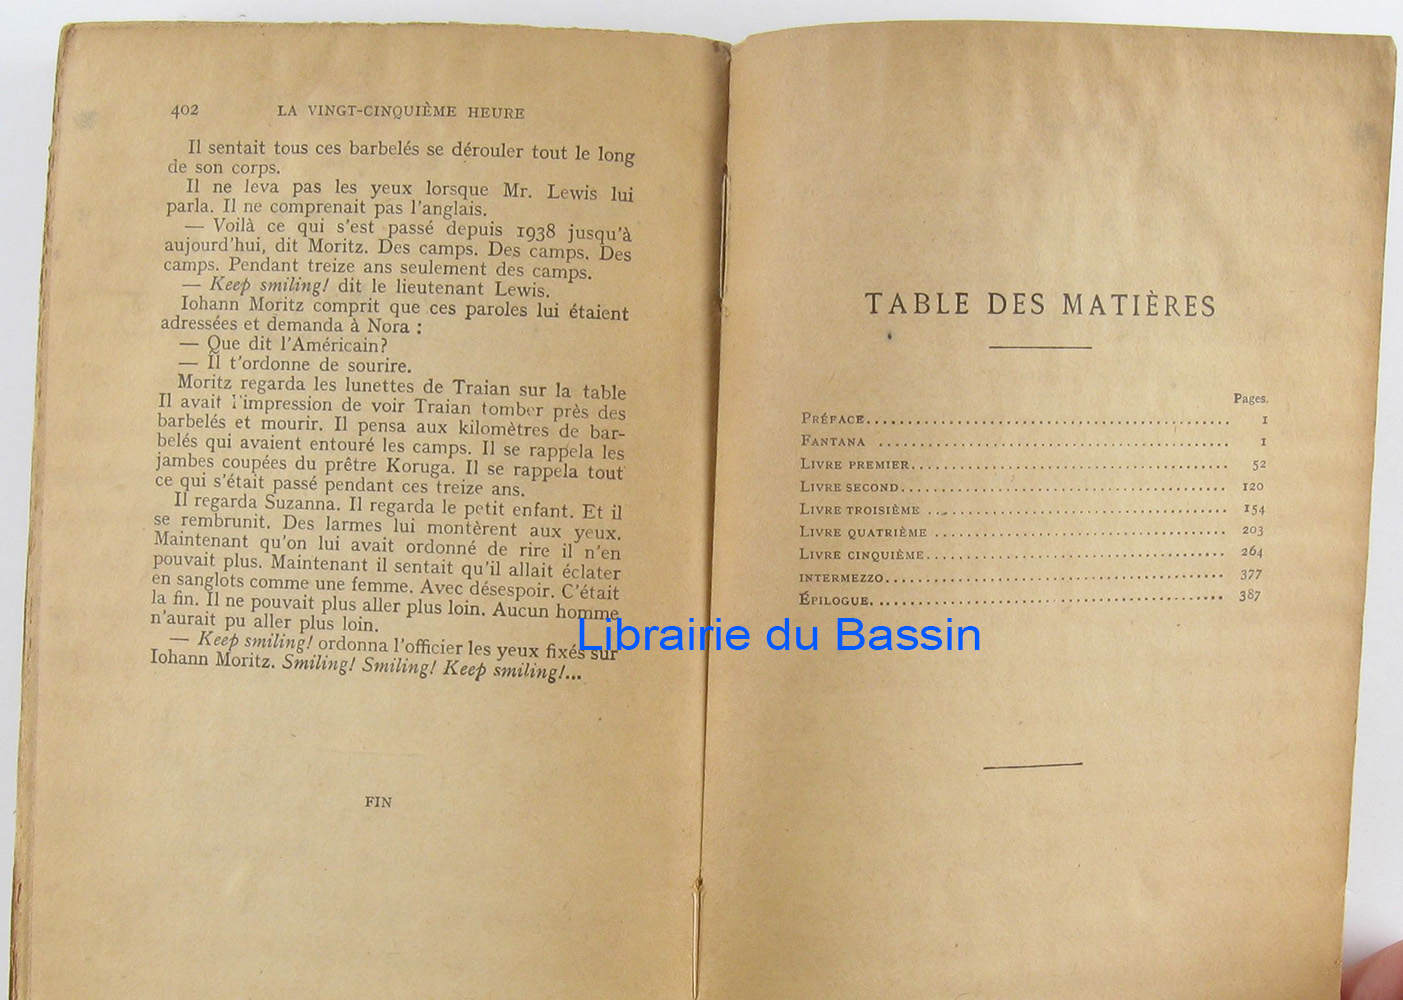 402 LA VINGT-CINQUIÈME HEURE
Il sentait tous ces barbelés se dérouler tout le long
de son corps.
Il ne leva pas les yeux lorsque Mr. Lewis lui
parla. Il ne comprenait pas l'anglais.
— Voilà ce qui s'est passé depuis 1938 jusqu'à
aujourd'hui, dit Moritz. Des camps. Des camps. Des
camps. Pendant treize ans seulement des camps.
— Keep smiling! dit le lieutenant Lewis.
Iohann Moritz comprit que ces paroles lui étaient
adressées et demanda à Nora :
— Que dit l'Américain?
— Il t'ordonne de sourire.
Moritz regarda les lunettes de Traian sur la table
Il avait l'impression de voir Traian tomber près des
barbelés et mourir. Il pensa aux kilomètres de bar-
belés qui avaient entouré les camps. Il se rappela les
jambes coupées du prêtre Koruga. Il se rappela tout
ce qui s'était passé pendant ces treize ans.
Il regarda Suzanna. Il regarda le petit enfant. Et il
se rembrunit. Des larmes lui montèrent aux yeux.
Maintenant qu'on lui avait ordonné de rire il n'en
pouvait plus. Maintenant il sentait qu'il allait éclater
en sanglots comme une femme. Avec désespoir. C'était
la fin. Il ne pouvait plus aller plus loin. Aucun homme
n'aurait pu aller plus loin.
— Keep smiling! ordonna l'officier les yeux fixés sur
Iohann Moritz. Smiling! Smiling! Keep smiling!...
FIN
TABLE DES MATIÈRES
Pages.
PRÉFACE. 1
FANTANA 1
LIVRE PREMIER. 52
LIVRE SECOND. 120
LIVRE TROISIÈME 154
LIVRE QUATRIÈME 203
LIVRE CINQUIÈME. 264
INTERMEZZO. 377
ÉPILOGUE. 387
Librairie du Bassin